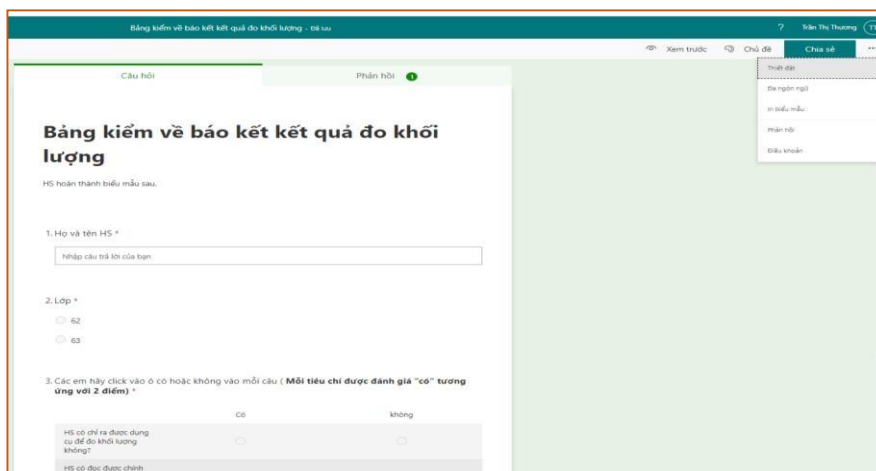 Bảng kiểm về báo kết kết quả đo khối lượng - Đã lưu
? Trần Thị Thương
Xem trước Chủ đề Chia sẻ ...
Câu hỏi Phản hồi 1
Thiết đặt
Đa ngôn ngữ
In biểu mẫu
Phản hồi
Điều khoản
Bảng kiểm về báo kết kết quả đo khối
lượng
HS hoàn thành biểu mẫu sau.
1. Họ và tên HS *
Nhập câu trả lời của bạn
2. Lớp *
62
63
3. Các em hãy click vào ô có hoặc không vào mỗi câu ( Mỗi tiêu chí được đánh giá "có" tương
ứng với 2 điểm) *
Có không
HS có chỉ ra được dụng
cụ để đo khối lượng
không?
HS có đọc được chính